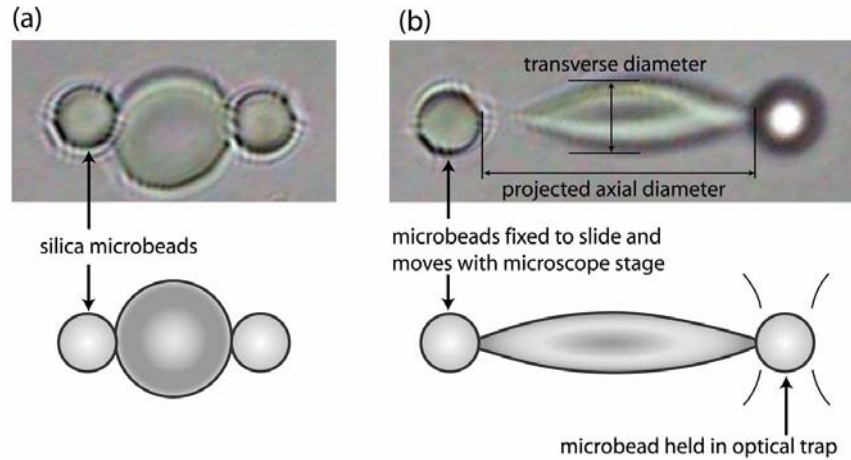 (a)
(b)
transverse diameter
projected axial diameter
silica microbeads
microbeads fixed to slide and
moves with microscope stage
microbead held in optical trap